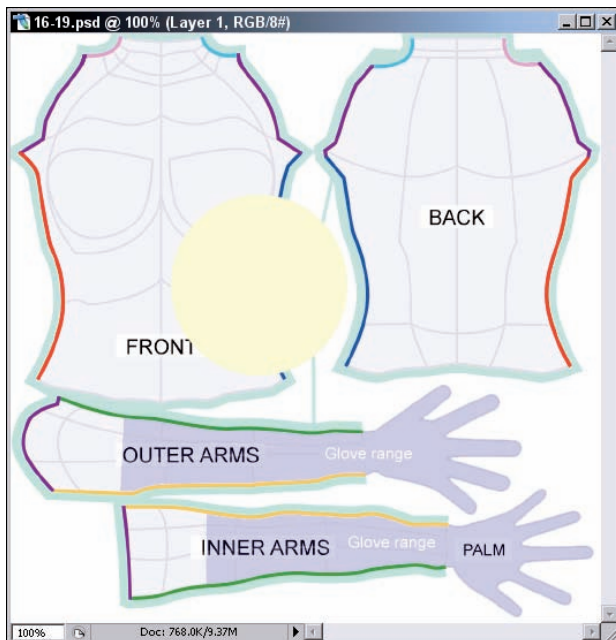 16-19.psd @ 100% (Layer 1, RGB/8#)
BACK
FRONT
OUTER ARMS
Glove range
INNER ARMS
Glove range
PALM
100%
Doc: 768.0K/9.37M